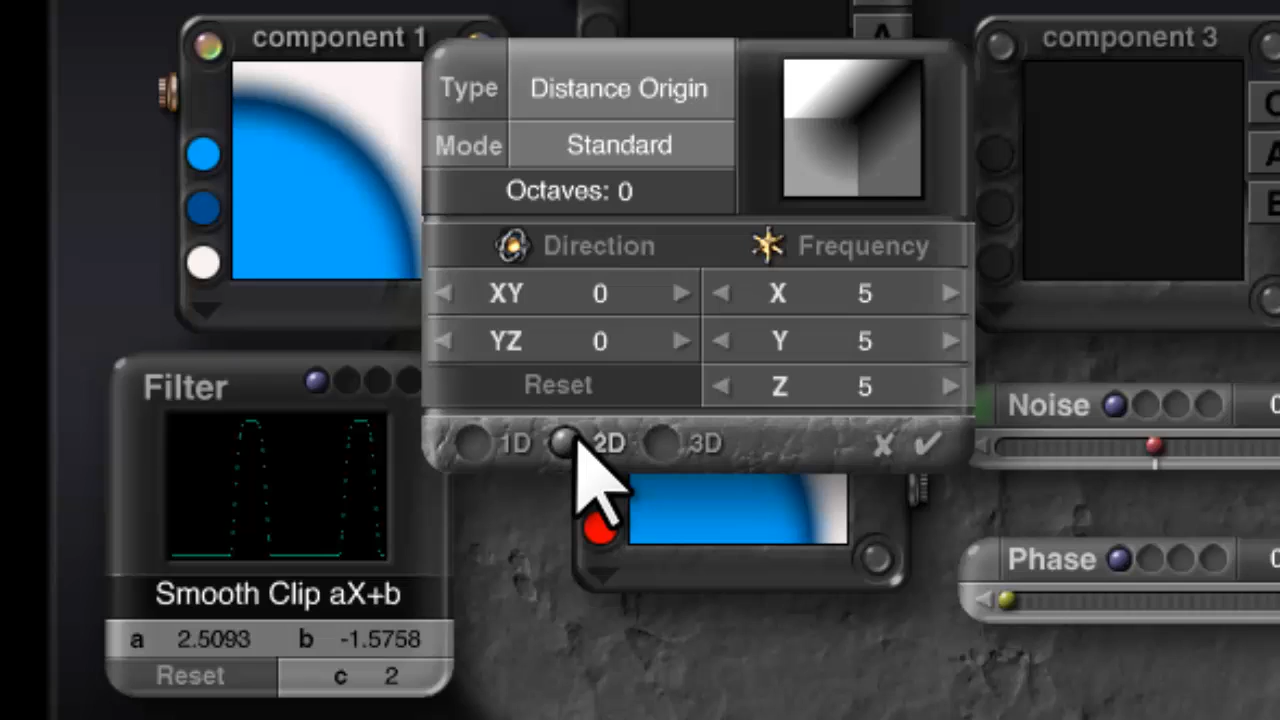 component 1
component 3
A
Type Distance Origin
Mode Standard
Octaves: 0
Direction Frequency
XY 0 X 5
YZ 0 Y 5
Reset Z 5
1D 2D 3D
Filter
Smooth Clip aX+b
a 2.5093 b -1.5758
Reset c 2
Noise
Phase